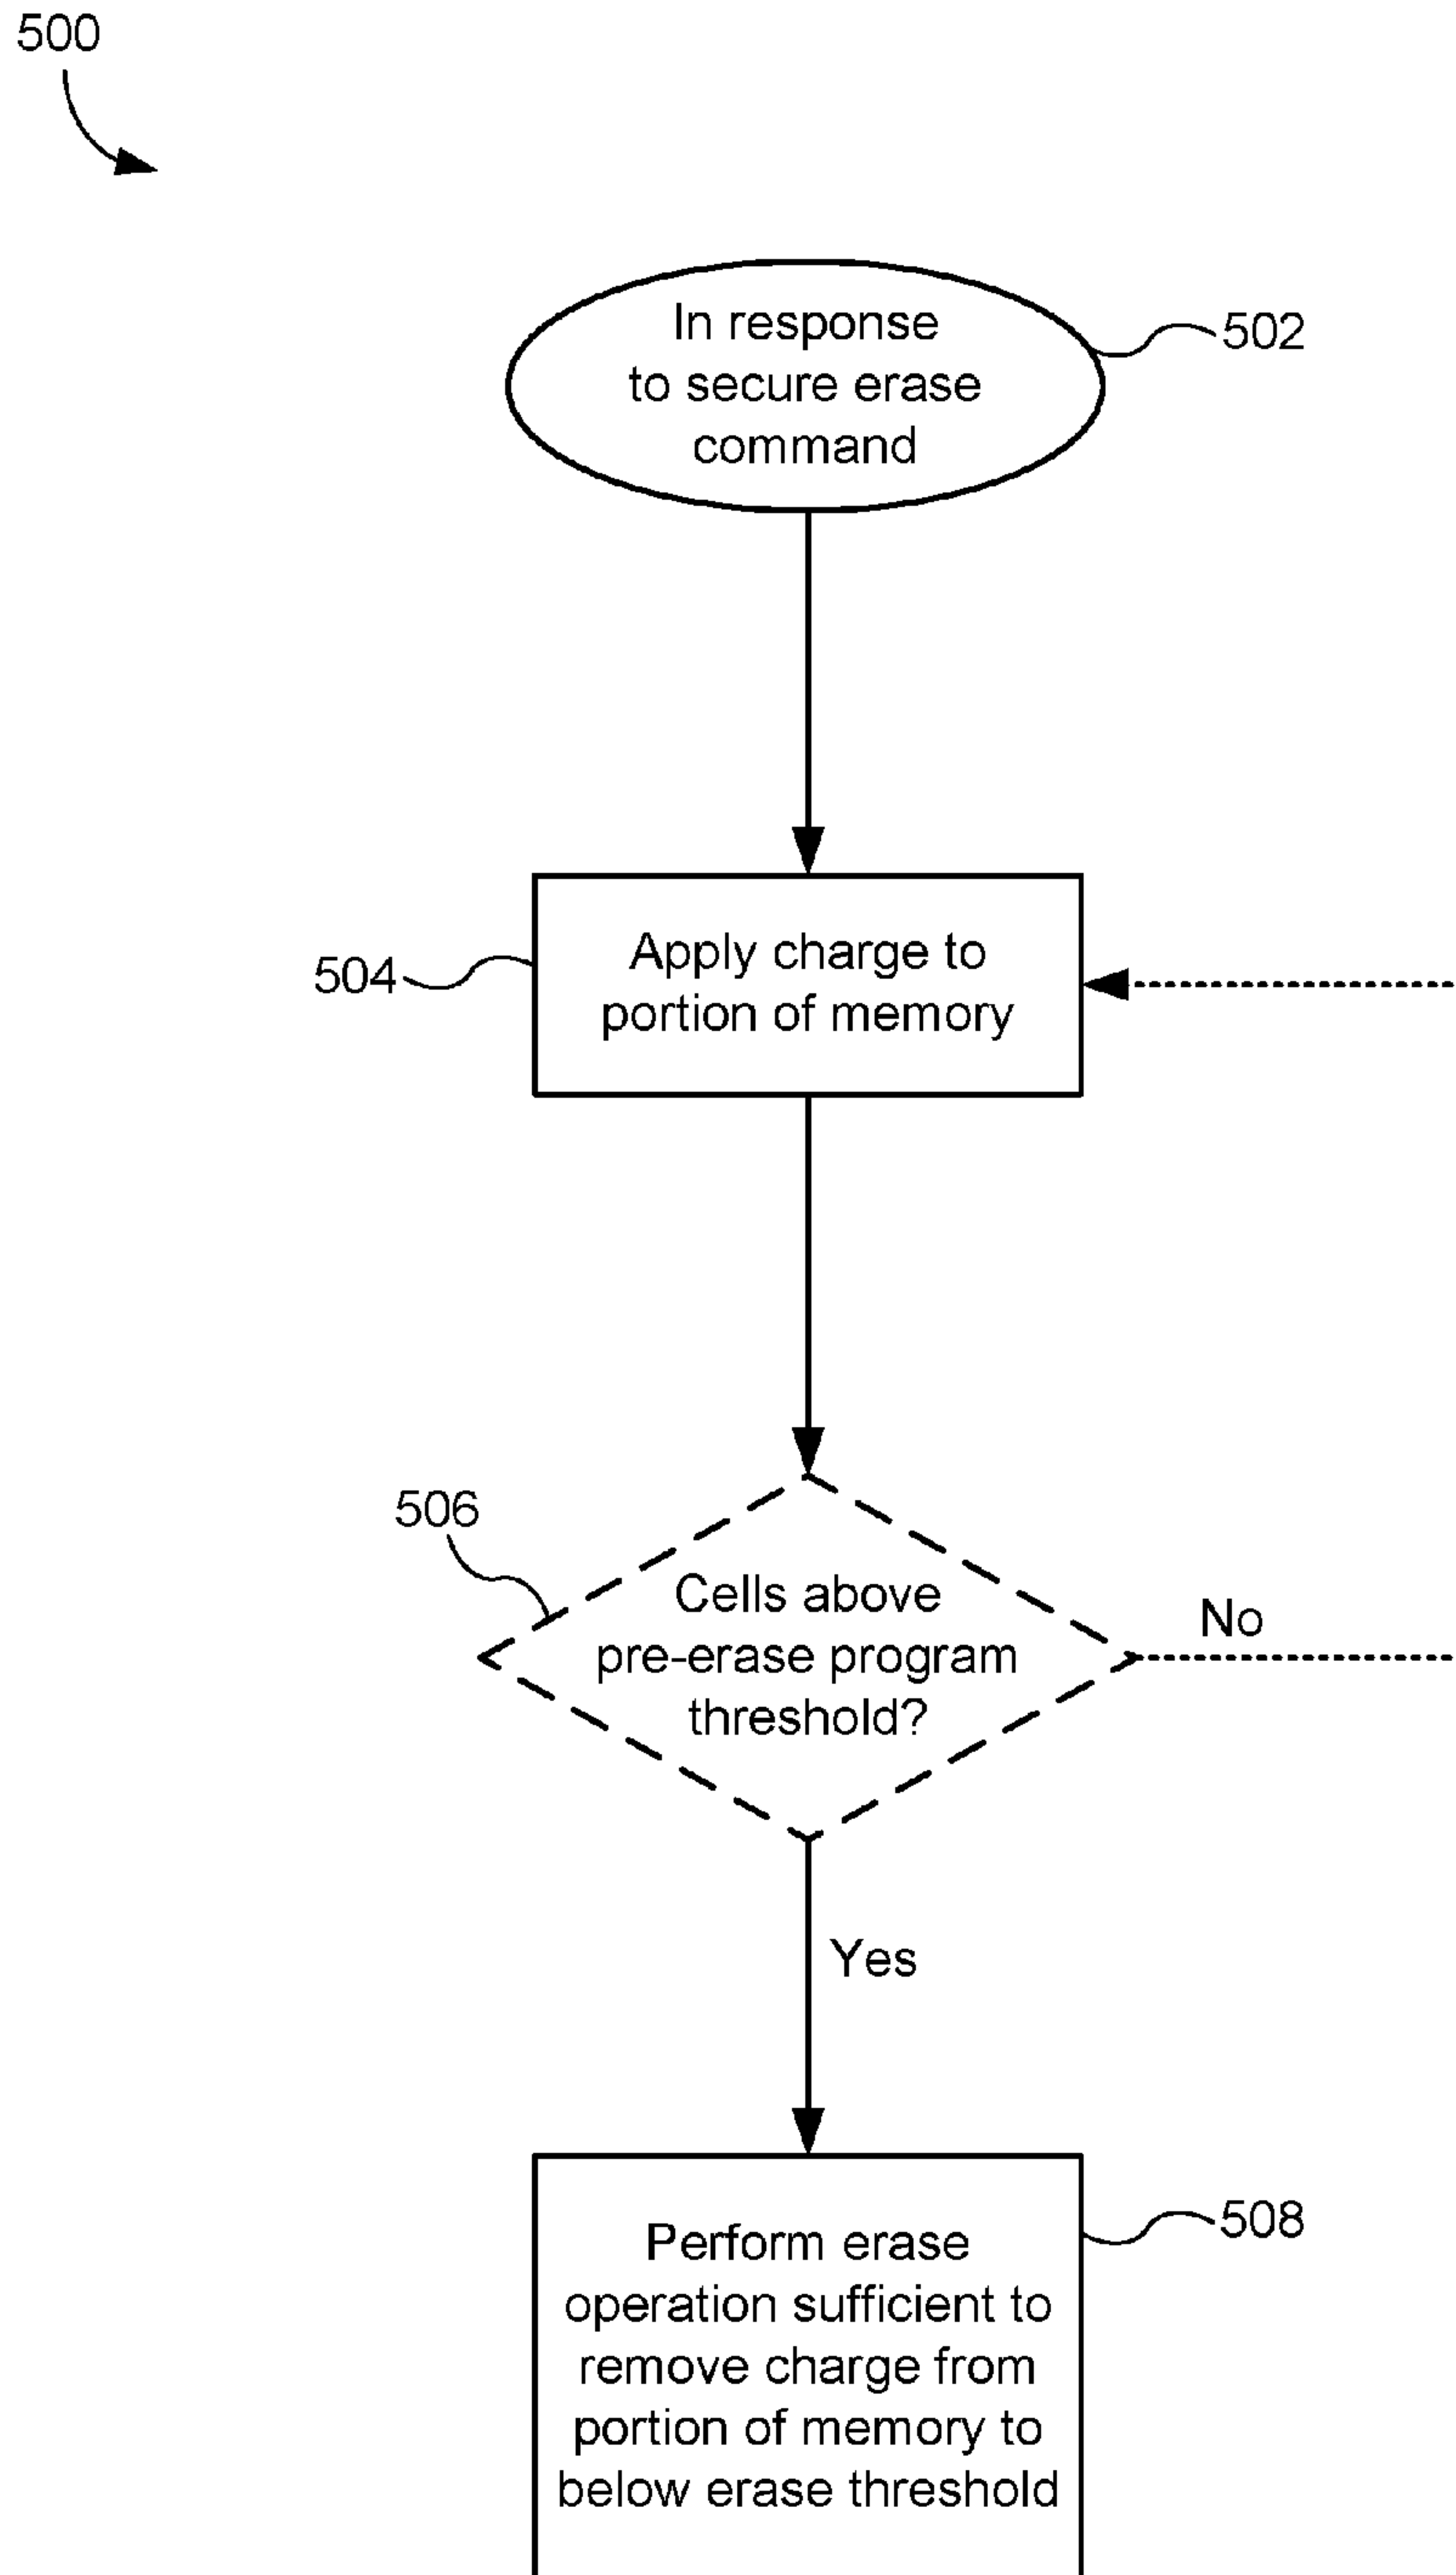 500
In response
to secure erase
command
502
Apply charge to
portion of memory
504
506
Cells above
pre-erase program
threshold?
No
Yes
Perform erase
operation sufficient to
remove charge from
portion of memory to
below erase threshold
508